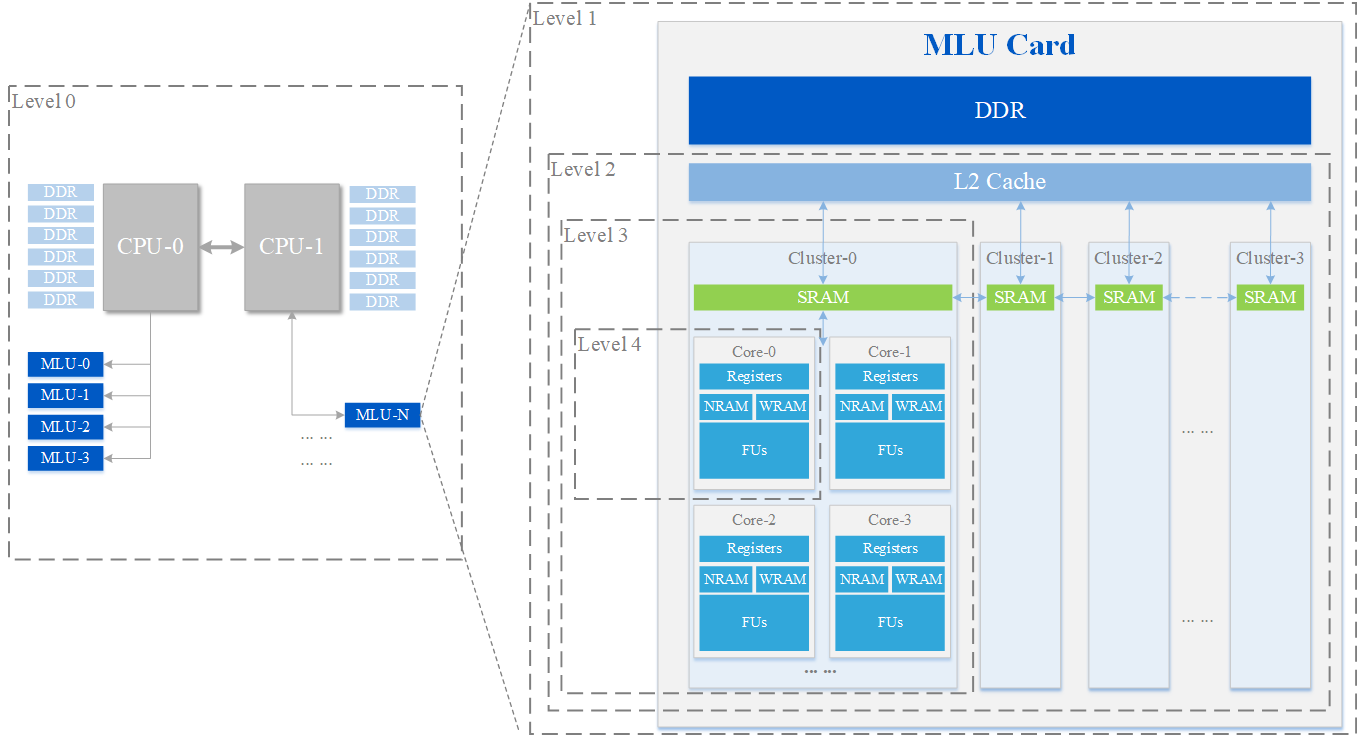 Level 0
DDR
DDR
DDR
DDR
DDR
DDR
CPU-0
CPU-1
DDR
DDR
DDR
DDR
DDR
DDR
MLU-0
MLU-1
MLU-2
MLU-3
MLU-N
... ...
... ...
Level 1
MLU Card
DDR
Level 2
L2 Cache
Level 3
Cluster-0
Cluster-1
Cluster-2
Cluster-3
SRAM
SRAM
SRAM
SRAM
Level 4
Core-0
Registers
NRAM
WRAM
FUs
Core-1
Registers
NRAM
WRAM
FUs
Core-2
Registers
NRAM
WRAM
FUs
Core-3
Registers
NRAM
WRAM
FUs
... ...
... ...
... ...